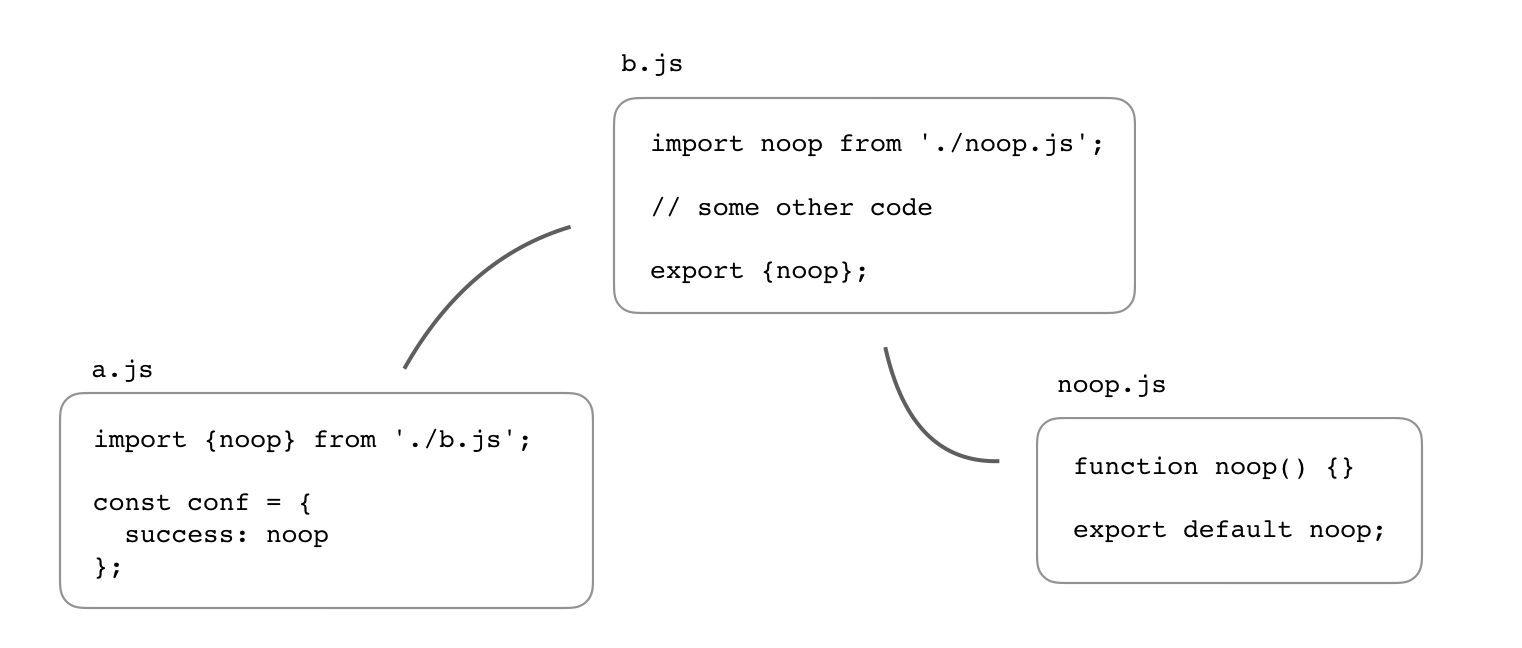 b.js
import noop from './noop.js';
// some other code
export {noop};
a.js
import {noop} from './b.js';
const conf = {
  success: noop
};
noop.js
function noop() {}
export default noop;